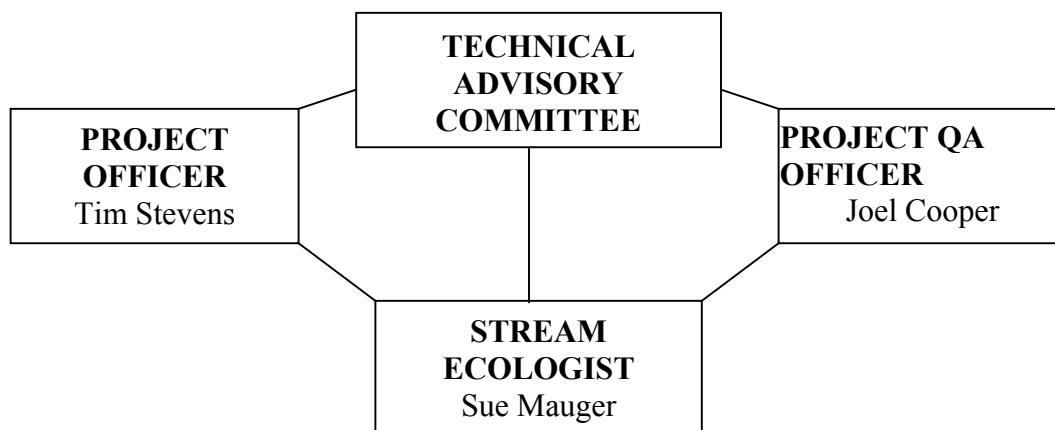 TECHNICAL
ADVISORY
COMMITTEE
PROJECT
OFFICER
Tim Stevens
PROJECT QA
OFFICER
Joel Cooper
STREAM
ECOLOGIST
Sue Mauger